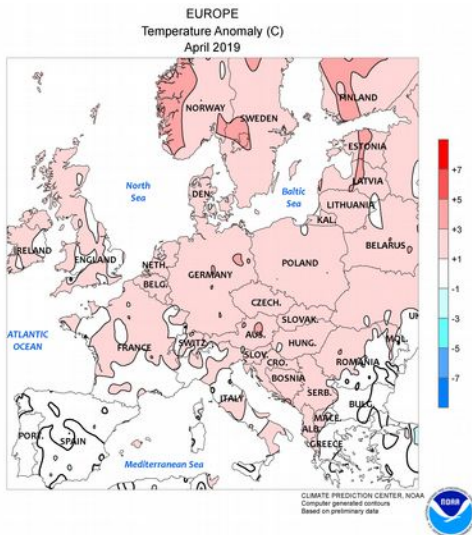 EUROPE
Temperature Anomaly (C)
April 2019
NORWAY
FINLAND
SWEDEN
ESTONIA
North
Sea
LATVIA
DEN.
Baltic
Sea
LITHUANIA
KAL.
IRELAND
ENGLAND
BELARUS
NETH.
POLAND
GERMANY
BELG.
CZECH.
SLOVAK.
ATLANTIC
OCEAN
AUS.
MOL.
FRANCE
SWITZ.
HUNG.
SLOV.
CRO.
ROMANIA
BOSNIA
SERB.
ITALY
BULG.
PORT.
SPAIN
MACE.
ALB.
GREECE
Mediterranean Sea
+7
+5
+3
+1
-1
-3
-5
-7
CLIMATE PREDICTION CENTER, NOAA
Computer generated contours
Based on preliminary data
NOAA